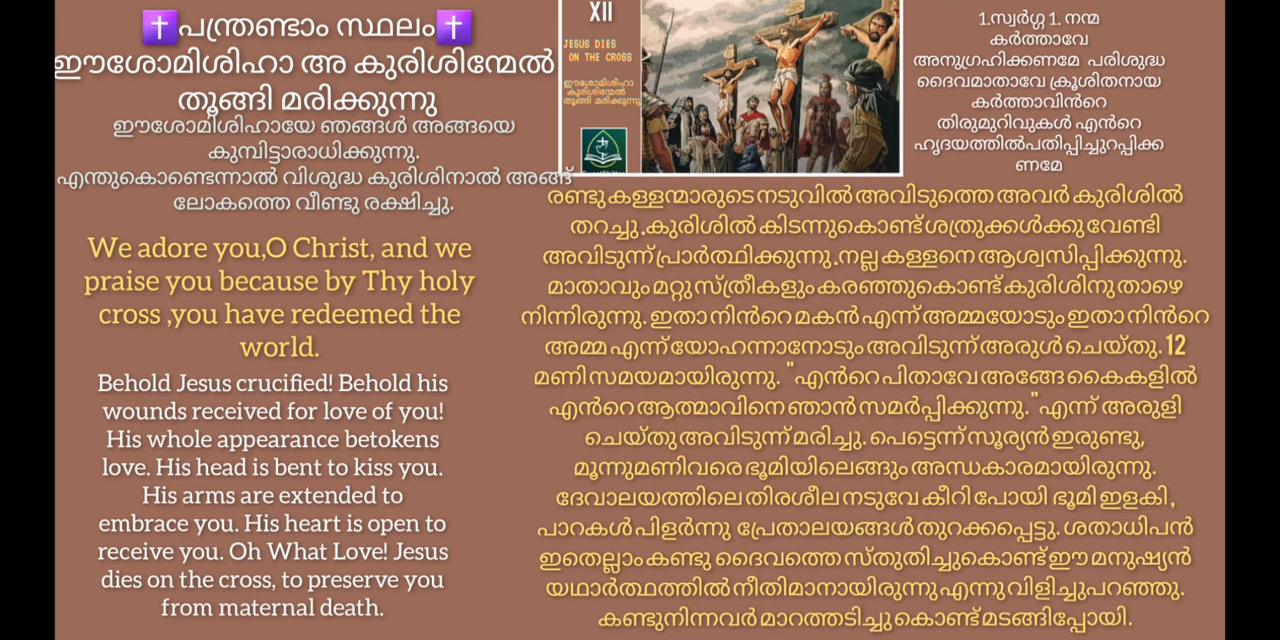 ✝️പന്ത്രണ്ടാം സ്ഥലം✝️
ഈശോമിശിഹാ അ കുരിശിന്മേൽ
തൂങ്ങി മരിക്കുന്നു
ഈശോമിശിഹായേ ഞങ്ങൾ അങ്ങയെ
കുമ്പിട്ടാരാധിക്കുന്നു.
എന്തുകൊണ്ടെന്നാൽ വിശുദ്ധ കുരിശിനാൽ അങ്ങ്
ലോകത്തെ വീണ്ടു രക്ഷിച്ചു.
We adore you,O Christ, and we
praise you because by Thy holy
cross ,you have redeemed the
world.
Behold Jesus crucified! Behold his
wounds received for love of you!
His whole appearance betokens
love. His head is bent to kiss you.
His arms are extended to
embrace you. His heart is open to
receive you. Oh What Love! Jesus
dies on the cross, to preserve you
from maternal death.
XII
JESUS DIES
ON THE CROSS
ഈശോമിശിഹാ
കുരിശിന്മേൽ
തൂങ്ങി മരിക്കുന്നു
1.സ്വർഗ്ഗ 1. നന്മ
കർത്താവേ
അനുഗ്രഹിക്കണമേ പരിശുദ്ധ
ദൈവമാതാവേ ക്രൂശിതനായ
കർത്താവിൻറെ
തിരുമുറിവുകൾ എൻറെ
ഹൃദയത്തിൽപതിപ്പിച്ചുറപ്പിക്ക
ണമേ
രണ്ടു കള്ളന്മാരുടെ നടുവിൽ അവിടുത്തെ അവർ കുരിശിൽ
തറച്ചു .കുരിശിൽ കിടന്നുകൊണ്ട് ശത്രുക്കൾക്കു വേണ്ടി
അവിടുന്ന് പ്രാർത്ഥിക്കുന്നു .നല്ല കള്ളനെ ആശ്വസിപ്പിക്കുന്നു.
മാതാവും മറ്റു സ്ത്രീകളും കരഞ്ഞുകൊണ്ട് കുരിശിനു താഴെ
നിന്നിരുന്നു. ഇതാ നിൻറെ മകൻ എന്ന് അമ്മയോടും ഇതാ നിൻറെ
അമ്മ എന്ന് യോഹന്നാനോടും അവിടുന്ന് അരുൾ ചെയ്തു. 12
മണി സമയമായിരുന്നു. "എൻറെ പിതാവേ അങ്ങേ കൈകളിൽ
എൻറെ ആത്മാവിനെ ഞാൻ സമർപ്പിക്കുന്നു." എന്ന് അരുളി
ചെയ്തു അവിടുന്ന് മരിച്ചു. പെട്ടെന്ന് സൂര്യൻ ഇരുണ്ടു,
മൂന്നുമണിവരെ ഭൂമിയിലെങ്ങും അന്ധകാരമായിരുന്നു.
ദേവാലയത്തിലെ തിരശീല നടുവേ കീറി പോയി ഭൂമി ഇളകി,
പാറകൾ പിളർന്നു പ്രേതാലയങ്ങൾ തുറക്കപ്പെട്ടു. ശതാധിപൻ
ഇതെല്ലാം കണ്ടു ദൈവത്തെ സ്തുതിച്ചുകൊണ്ട് ഈ മനുഷ്യൻ
യഥാർത്ഥത്തിൽ നീതിമാനായിരുന്നു എന്നു വിളിച്ചുപറഞ്ഞു.
കണ്ടുനിന്നവർ മാറത്തടിച്ചു കൊണ്ട് മടങ്ങിപ്പോയി.